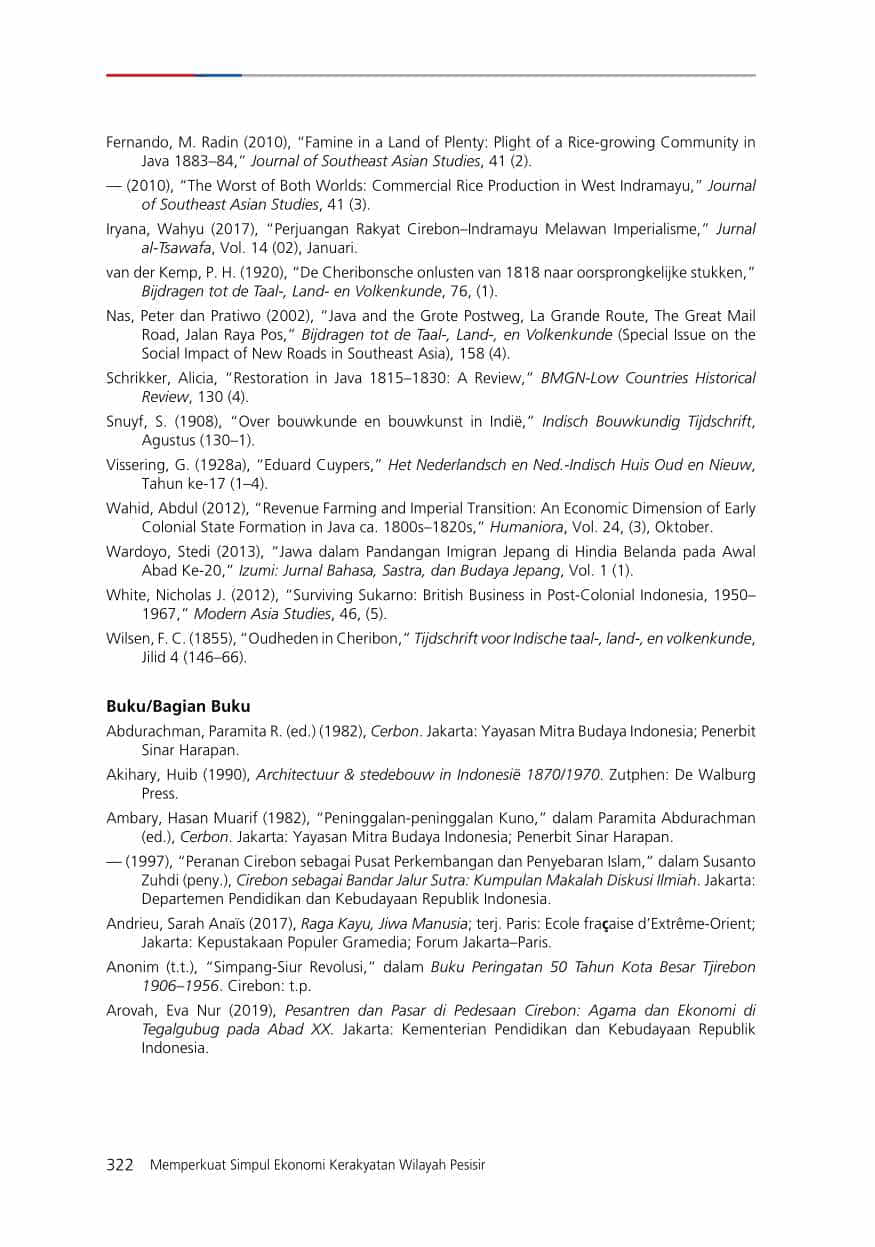 Fernando, M. Radin (2010), “Famine in a Land of Plenty: Plight of a Rice-growing Community in
Java 1883–84,” Journal of Southeast Asian Studies, 41 (2).
— (2010), “The Worst of Both Worlds: Commercial Rice Production in West Indramayu,” Journal
of Southeast Asian Studies, 41 (3).
Iryana, Wahyu (2017), “Perjuangan Rakyat Cirebon–Indramayu Melawan Imperialisme,” Jurnal
al-Tsawafa, Vol. 14 (02), Januari.
van der Kemp, P. H. (1920), “De Cheribonsche onlusten van 1818 naar oorsprongkelijke stukken,”
Bijdragen tot de Taal-, Land- en Volkenkunde, 76, (1).
Nas, Peter dan Pratiwo (2002), “Java and the Grote Postweg, La Grande Route, The Great Mail
Road, Jalan Raya Pos,” Bijdragen tot de Taal-, Land-, en Volkenkunde (Special Issue on the
Social Impact of New Roads in Southeast Asia), 158 (4).
Schrikker, Alicia, “Restoration in Java 1815–1830: A Review,” BMGN-Low Countries Historical
Review, 130 (4).
Snuyf, S. (1908), “Over bouwkunde en bouwkunst in Indië,” Indisch Bouwkundig Tijdschrift,
Agustus (130–1).
Vissering, G. (1928a), “Eduard Cuypers,” Het Nederlandsch en Ned.-Indisch Huis Oud en Nieuw,
Tahun ke-17 (1–4).
Wahid, Abdul (2012), “Revenue Farming and Imperial Transition: An Economic Dimension of Early
Colonial State Formation in Java ca. 1800s–1820s,” Humaniora, Vol. 24, (3), Oktober.
Wardoyo, Stedi (2013), “Jawa dalam Pandangan Imigran Jepang di Hindia Belanda pada Awal
Abad Ke-20,” Izumi: Jurnal Bahasa, Sastra, dan Budaya Jepang, Vol. 1 (1).
White, Nicholas J. (2012), “Surviving Sukarno: British Business in Post-Colonial Indonesia, 1950–
1967,” Modern Asia Studies, 46, (5).
Wilsen, F. C. (1855), “Oudheden in Cheribon,” Tijdschrift voor Indische taal-, land-, en volkenkunde,
Jilid 4 (146–66).
Buku/Bagian Buku
Abdurachman, Paramita R. (ed.) (1982), Cerbon. Jakarta: Yayasan Mitra Budaya Indonesia; Penerbit
Sinar Harapan.
Akihary, Huib (1990), Architectuur & stedebouw in Indonesië 1870/1970. Zutphen: De Walburg
Press.
Ambary, Hasan Muarif (1982), “Peninggalan-peninggalan Kuno,” dalam Paramita Abdurachman
(ed.), Cerbon. Jakarta: Yayasan Mitra Budaya Indonesia; Penerbit Sinar Harapan.
— (1997), “Peranan Cirebon sebagai Pusat Perkembangan dan Penyebaran Islam,” dalam Susanto
Zuhdi (peny.), Cirebon sebagai Bandar Jalur Sutra: Kumpulan Makalah Diskusi Ilmiah. Jakarta:
Departemen Pendidikan dan Kebudayaan Republik Indonesia.
Andrieu, Sarah Anaïs (2017), Raga Kayu, Jiwa Manusia; terj. Paris: Ecole fraçaise d’Extrême-Orient;
Jakarta: Kepustakaan Populer Gramedia; Forum Jakarta–Paris.
Anonim (t.t.), “Simpang-Siur Revolusi,” dalam Buku Peringatan 50 Tahun Kota Besar Tjirebon
1906–1956. Cirebon: t.p.
Arovah, Eva Nur (2019), Pesantren dan Pasar di Pedesaan Cirebon: Agama dan Ekonomi di
Tegalgubug pada Abad XX. Jakarta: Kementerian Pendidikan dan Kebudayaan Republik
Indonesia.
322 Memperkuat Simpul Ekonomi Kerakyatan Wilayah Pesisir